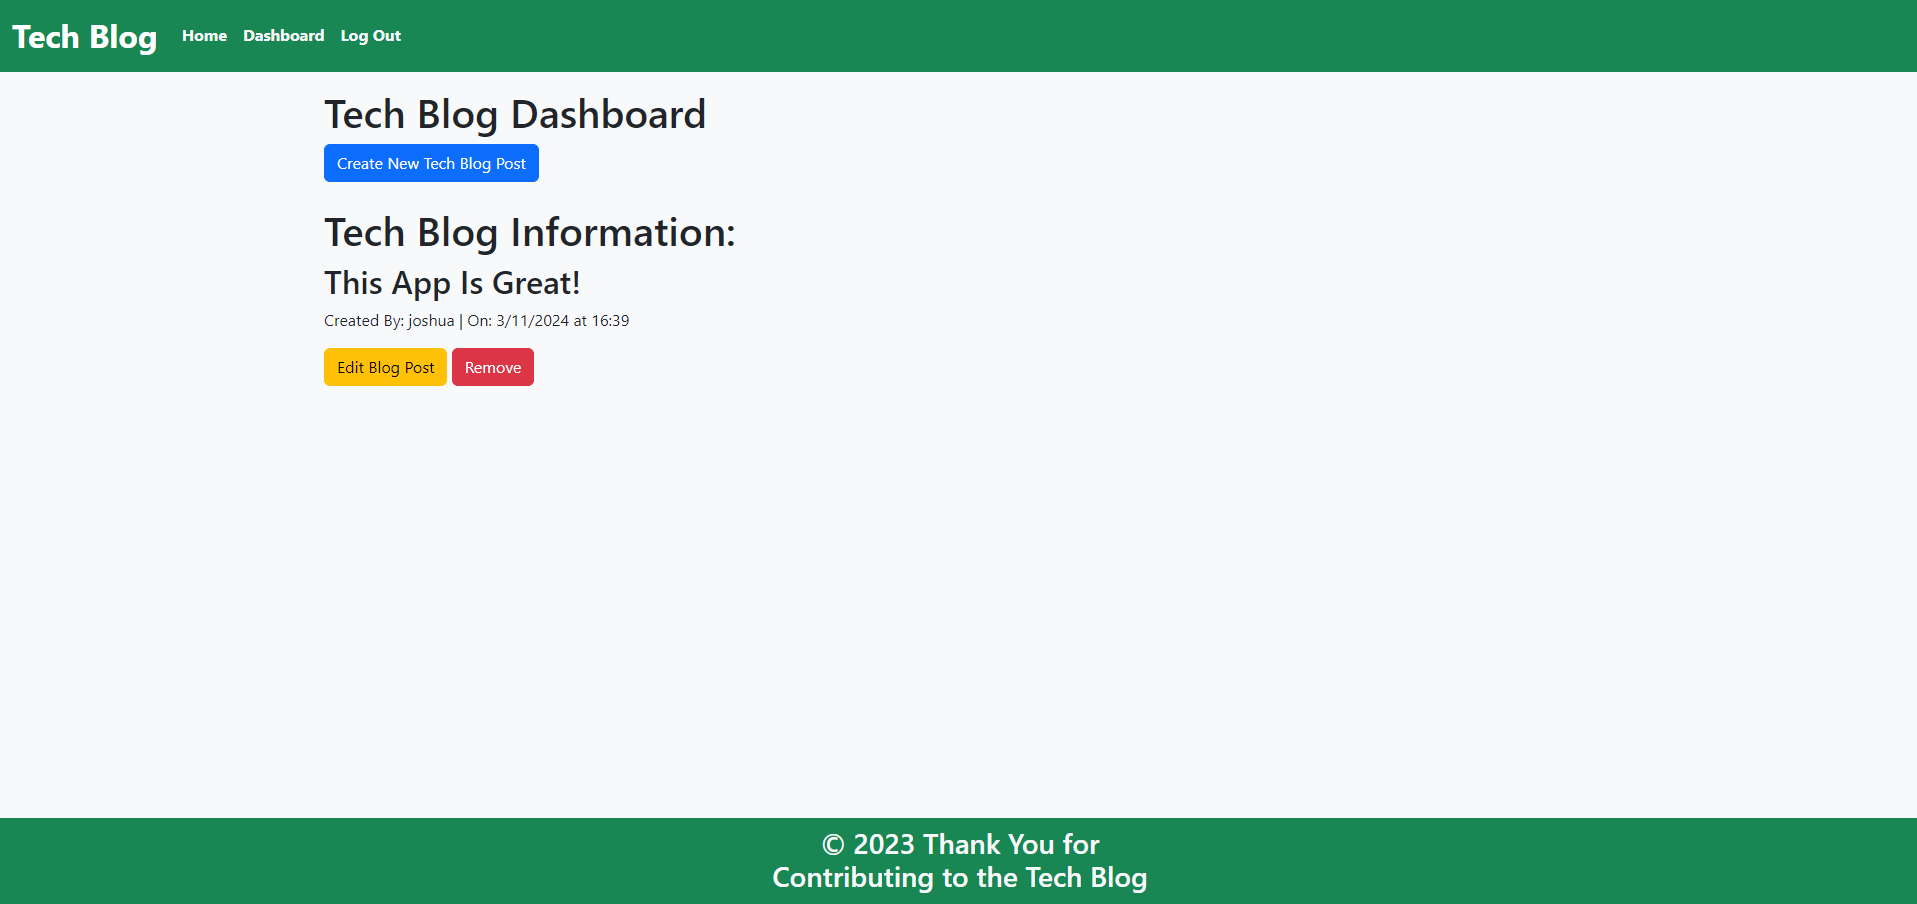 Tech Blog Home Dashboard Log Out
Tech Blog Dashboard
Create New Tech Blog Post
Tech Blog Information:
This App Is Great!
Created By: joshua | On: 3/11/2024 at 16:39
Edit Blog Post Remove
© 2023 Thank You for
Contributing to the Tech Blog